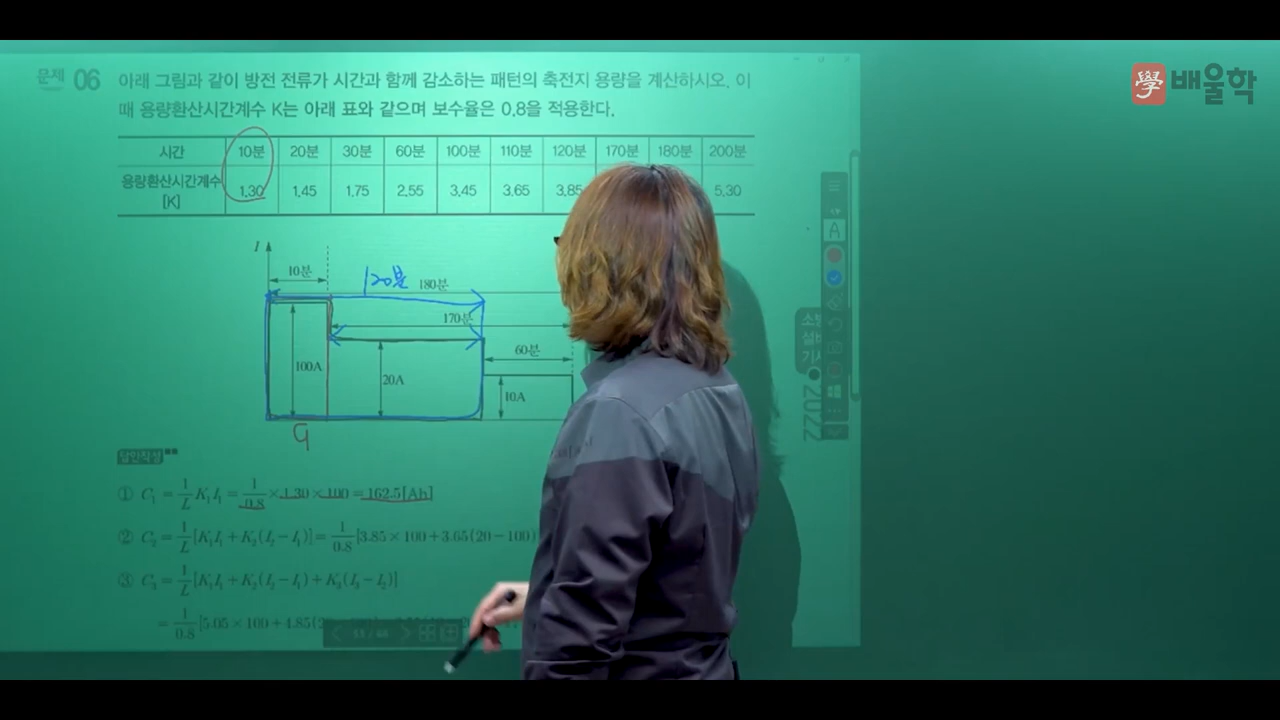 學 배울학
문제 06 아래 그림과 같이 방전 전류가 시간과 함께 감소하는 패턴의 축전지 용량을 계산하시오. 이
때 용량환산시간계수 K는 아래 표와 같으며 보수율은 0.8을 적용한다.
시간 10분 20분 30분 60분 100분 110분 120분 170분 180분 200분
용량환산시간계수 [K] 1.30 1.45 1.75 2.55 3.45 3.65 3.85 5.30
I
10분
120분 180분
170분
60분
100A
20A
10A
C₁
답안작성
① C₁ = 1/L K₁I₁ = 1/0.8 × 1.30 × 100 = 162.5[Ah]
② C₂ = 1/L [K₁I₁ + K₂(I₂ − I₁)] = 1/0.8 [3.85 × 100 + 3.65(20 − 100)
③ C₃ = 1/L [K₁I₁ + K₂(I₂ − I₁) + K₃(I₃ − I₂)]
= 1/0.8 [5.05 × 100 + 4.85(2
A
2022